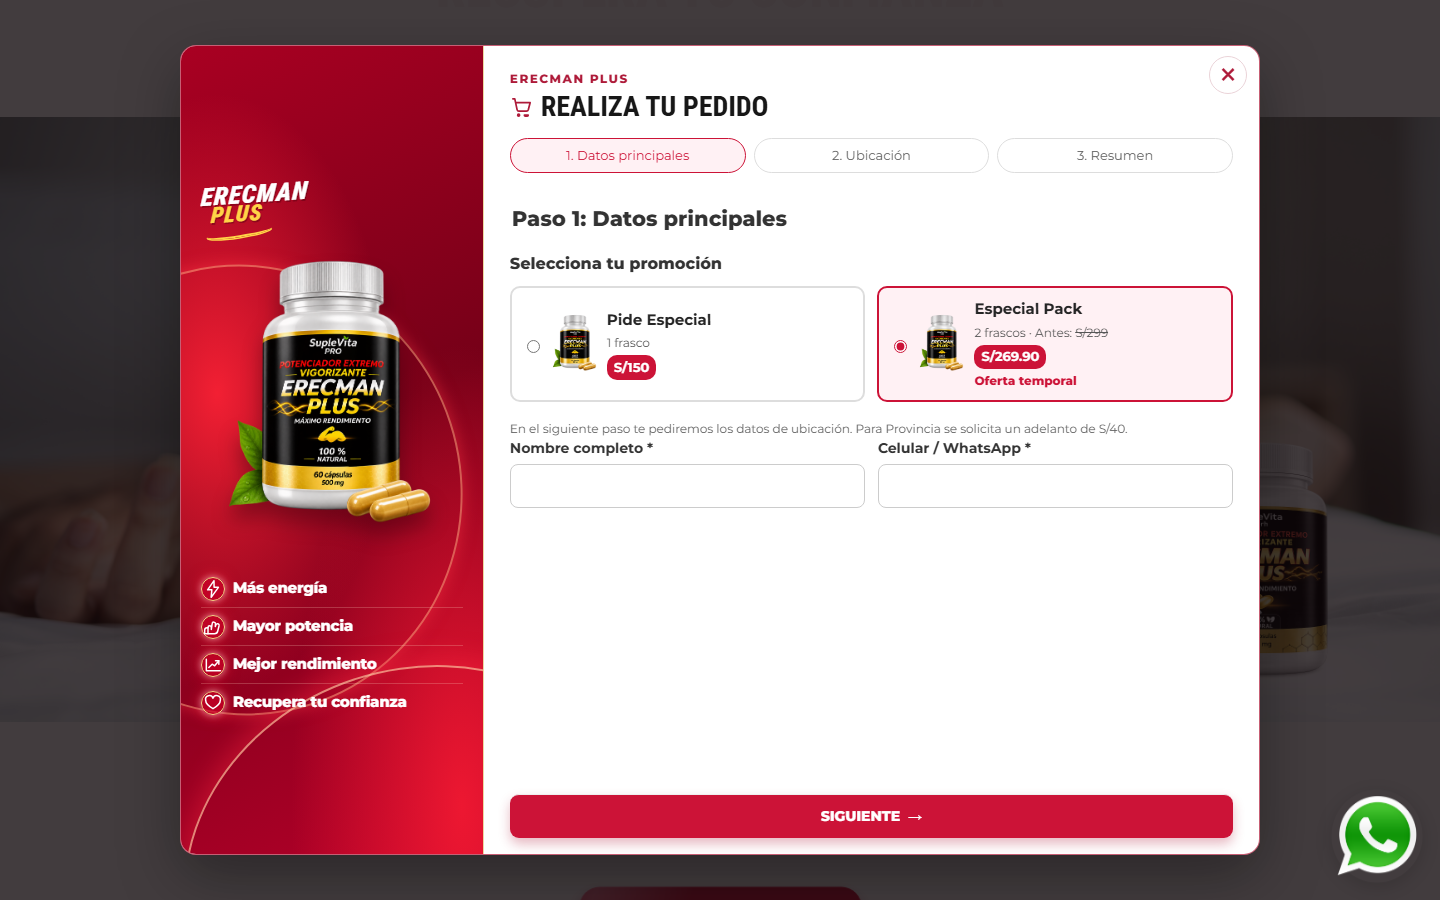 ERECMAN
PLUS
SupleVita
PRO
POTENCIADOR EXTREMO
VIGORIZANTE
ERECMAN
PLUS
MÁXIMO RENDIMIENTO
100 %
NATURAL
60 cápsulas
500 mg
Más energía
Mayor potencia
Mejor rendimiento
Recupera tu confianza
ERECMAN PLUS
REALIZA TU PEDIDO
1. Datos principales
2. Ubicación
3. Resumen
Paso 1: Datos principales
Selecciona tu promoción
Pide Especial
1 frasco
S/150
Especial Pack
2 frascos · Antes: S/299
S/269.90
Oferta temporal
En el siguiente paso te pediremos los datos de ubicación. Para Provincia se solicita un adelanto de S/40.
Nombre completo *
Celular / WhatsApp *
SIGUIENTE →